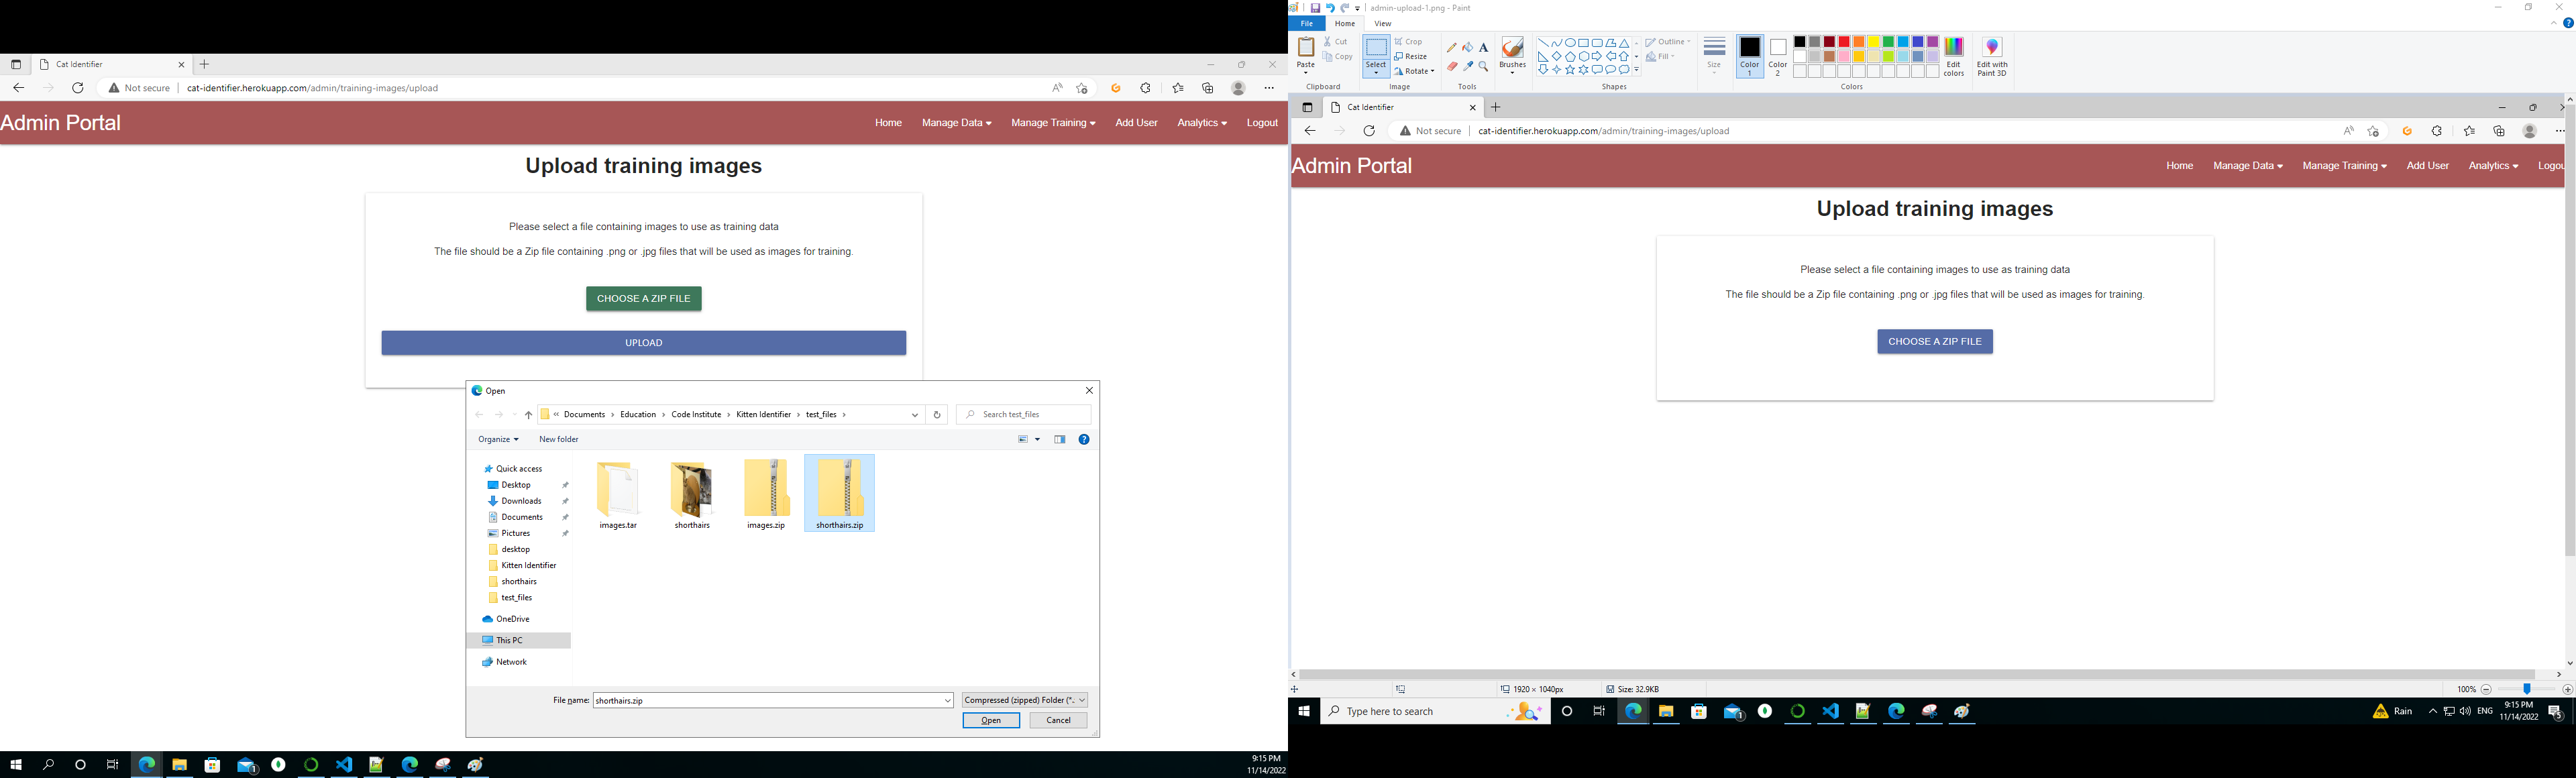 Cat Identifier
Not secure
cat-identifier.herokuapp.com/admin/training-images/upload
Admin Portal
Home
Manage Data
Manage Training
Add User
Analytics
Logout
Upload training images
Please select a file containing images to use as training data
The file should be a Zip file containing .png or .jpg files that will be used as images for training.
CHOOSE A ZIP FILE
UPLOAD
Open
« Documents › Education › Code Institute › Kitten Identifier › test_files ›
Search test_files
Organize
New folder
Quick access
Desktop
Downloads
Documents
Pictures
desktop
Kitten Identifier
shorthairs
test_files
OneDrive
This PC
Network
images.tar
shorthairs
images.zip
shorthairs.zip
File name:
shorthairs.zip
Compressed (zipped) Folder (*.
Open
Cancel
1
9:15 PM
11/14/2022
admin-upload-1.png - Paint
File
Home
View
Paste
Cut
Copy
Clipboard
Select
Crop
Resize
Rotate
Image
Tools
Brushes
Shapes
Outline
Fill
Size
Color 1
Color 2
Edit colors
Edit with Paint 3D
Colors
Cat Identifier
Not secure
cat-identifier.herokuapp.com/admin/training-images/upload
Admin Portal
Home
Manage Data
Manage Training
Add User
Analytics
Logou
Upload training images
Please select a file containing images to use as training data
The file should be a Zip file containing .png or .jpg files that will be used as images for training.
CHOOSE A ZIP FILE
1920 × 1040px
Size: 32.9KB
100%
Type here to search
1
Rain
ENG
9:15 PM
11/14/2022
5